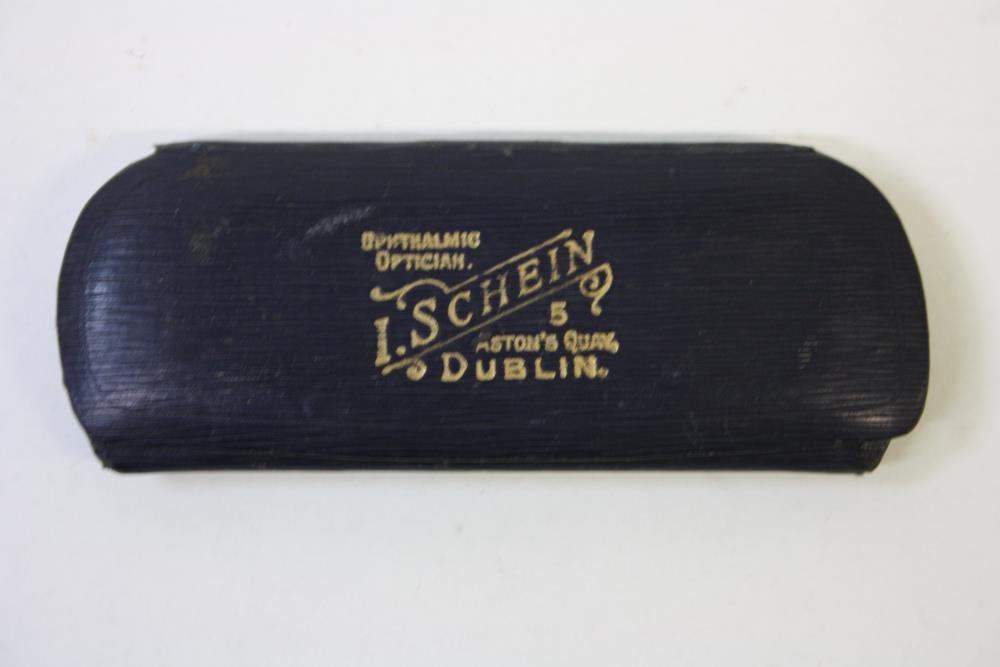 OPHTHALMIC
OPTICIAN.
I. SCHEIN
5
ASTON'S QUAY,
DUBLIN.